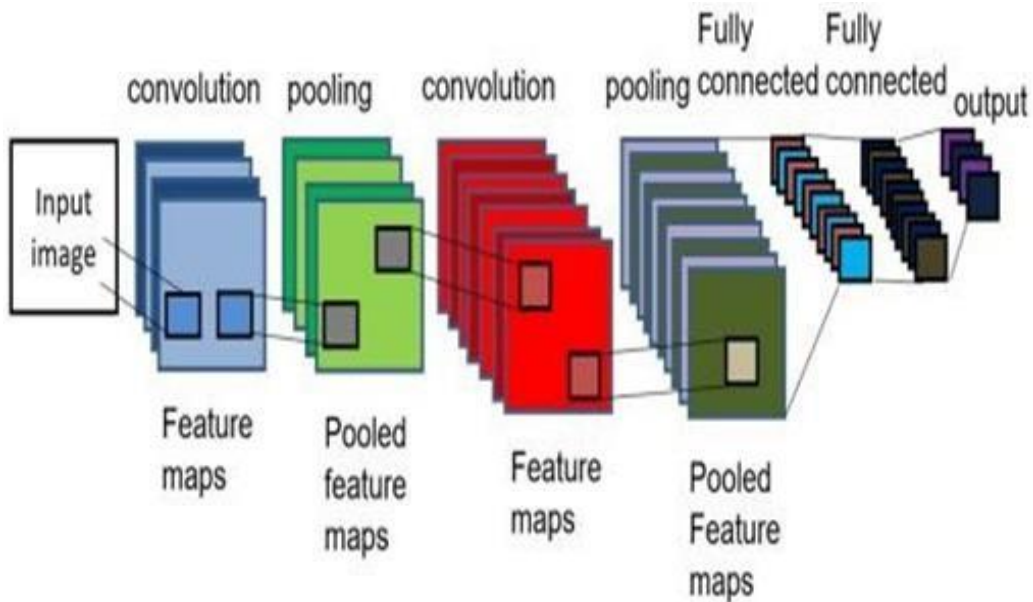 Fully
connected
Fully
connected
convolution
pooling
convolution
pooling
output
Input
image
Feature
maps
Pooled
feature
maps
Feature
maps
Pooled
Feature
maps